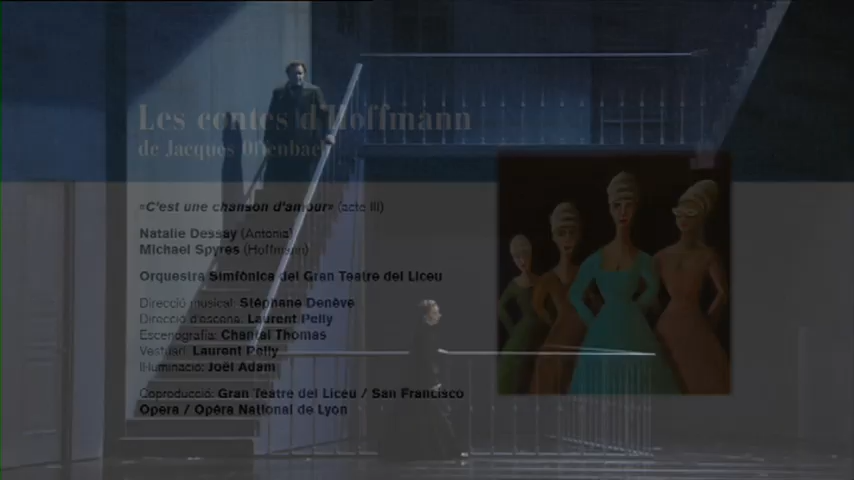 Les contes d'Hoffmann
de Jacques Offenbach
«C'est une chanson d'amour» (acte III)
Natalie Dessay (Antonia)
Michael Spyres (Hoffmann)
Orquestra Simfònica del Gran Teatre del Liceu
Direcció musical: Stéphane Denève
Direcció d'escena: Laurent Pelly
Escenografia: Chantal Thomas
Vestuari: Laurent Pelly
Il·luminació: Joël Adam
Coproducció: Gran Teatre del Liceu / San Francisco
Opera / Opéra National de Lyon